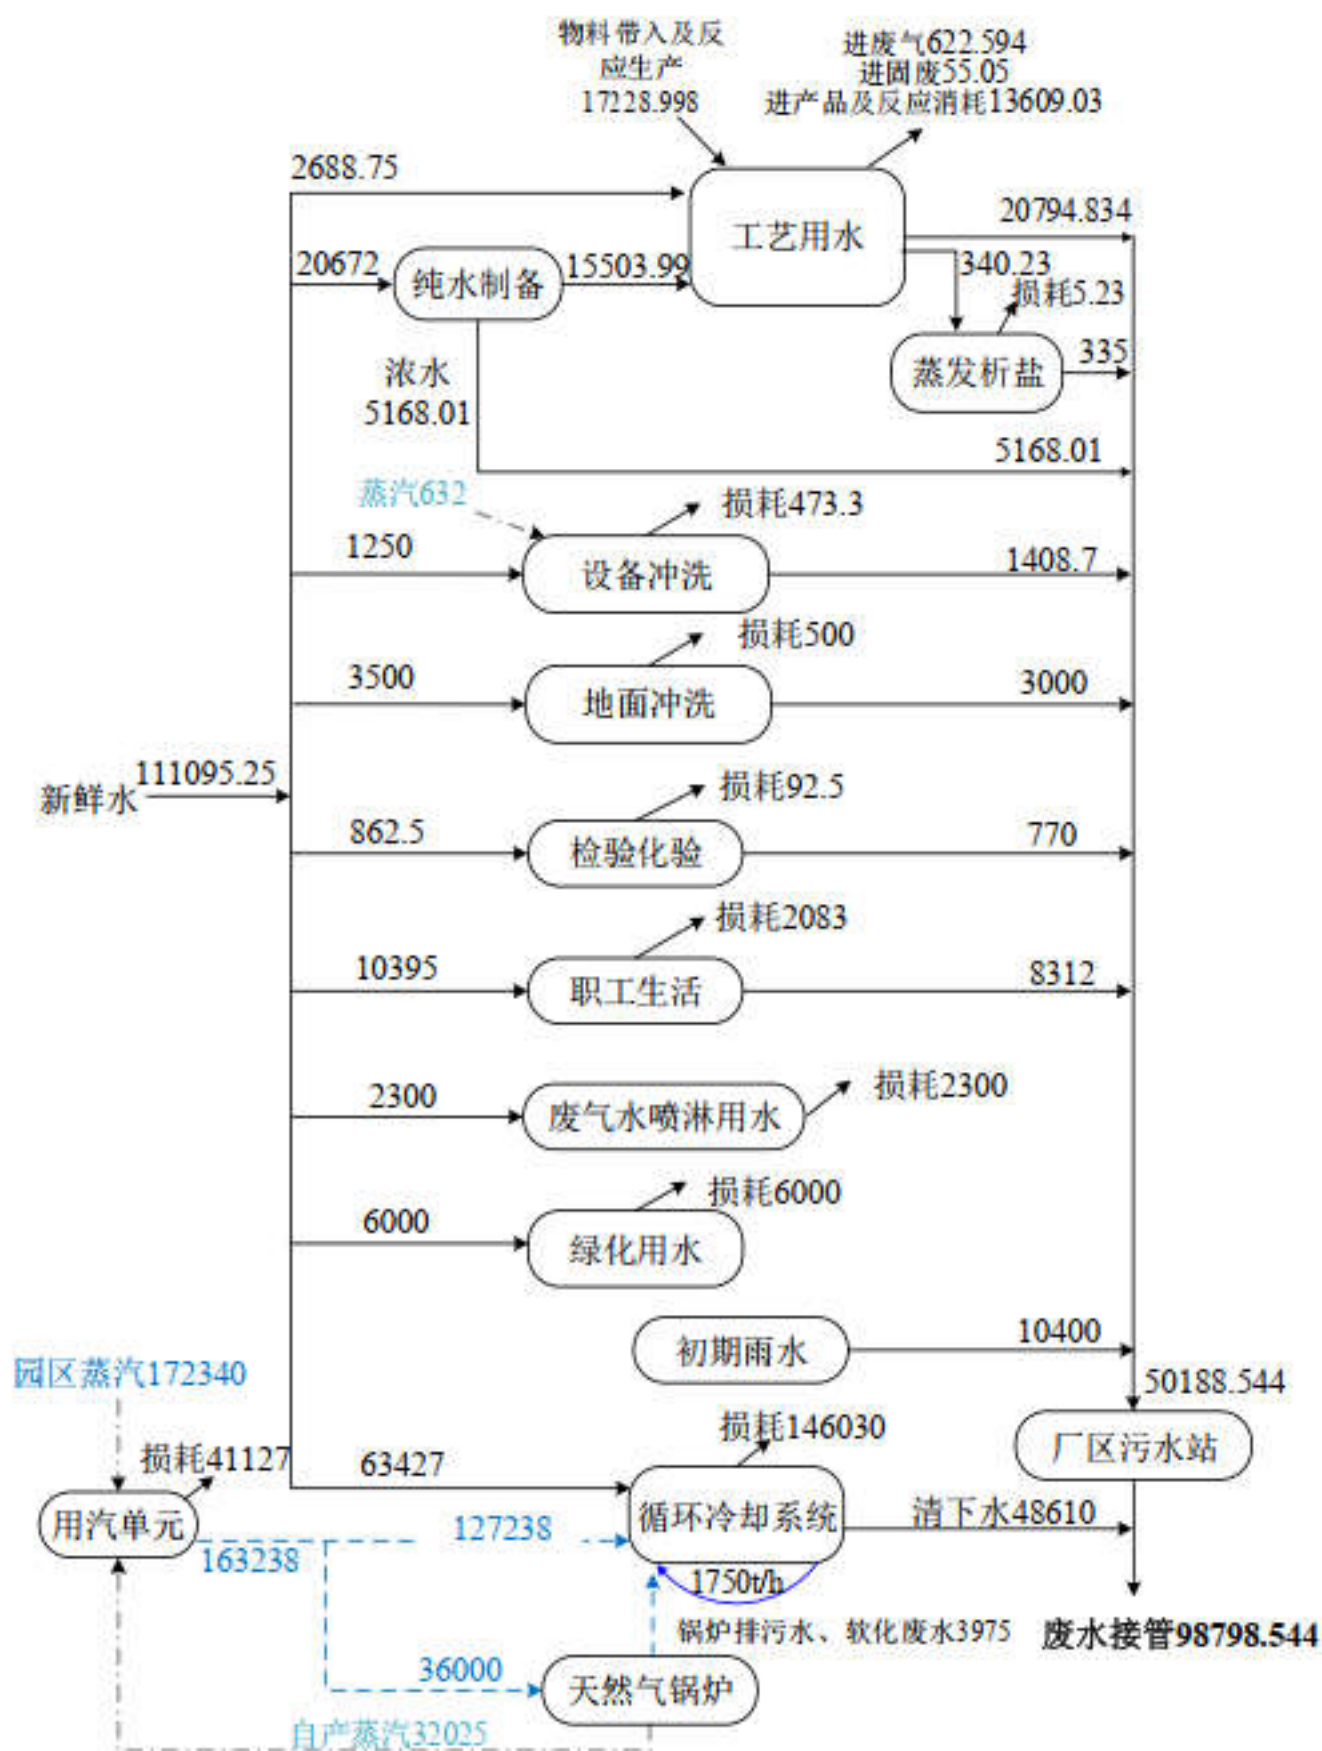 物料带入及反
应生产
17228.998
进废气622.594
进固废55.05
进产品及反应消耗13609.03
2688.75
工艺用水
20794.834
20672
纯水制备
15503.99
340.23
损耗5.23
蒸发析盐
335
浓水
5168.01
5168.01
蒸汽632
损耗473.3
1250
设备冲洗
1408.7
损耗500
3500
地面冲洗
3000
新鲜水
111095.25
损耗92.5
862.5
检验化验
770
损耗2083
10395
职工生活
8312
2300
废气水喷淋用水
损耗2300
损耗6000
6000
绿化用水
初期雨水
10400
园区蒸汽172340
50188.544
损耗41127
63427
损耗146030
厂区污水站
用汽单元
163238
127238
循环冷却系统
清下水48610
1750t/h
锅炉排污水、软化废水3975
废水接管98798.544
36000
天然气锅炉
自产蒸汽32025